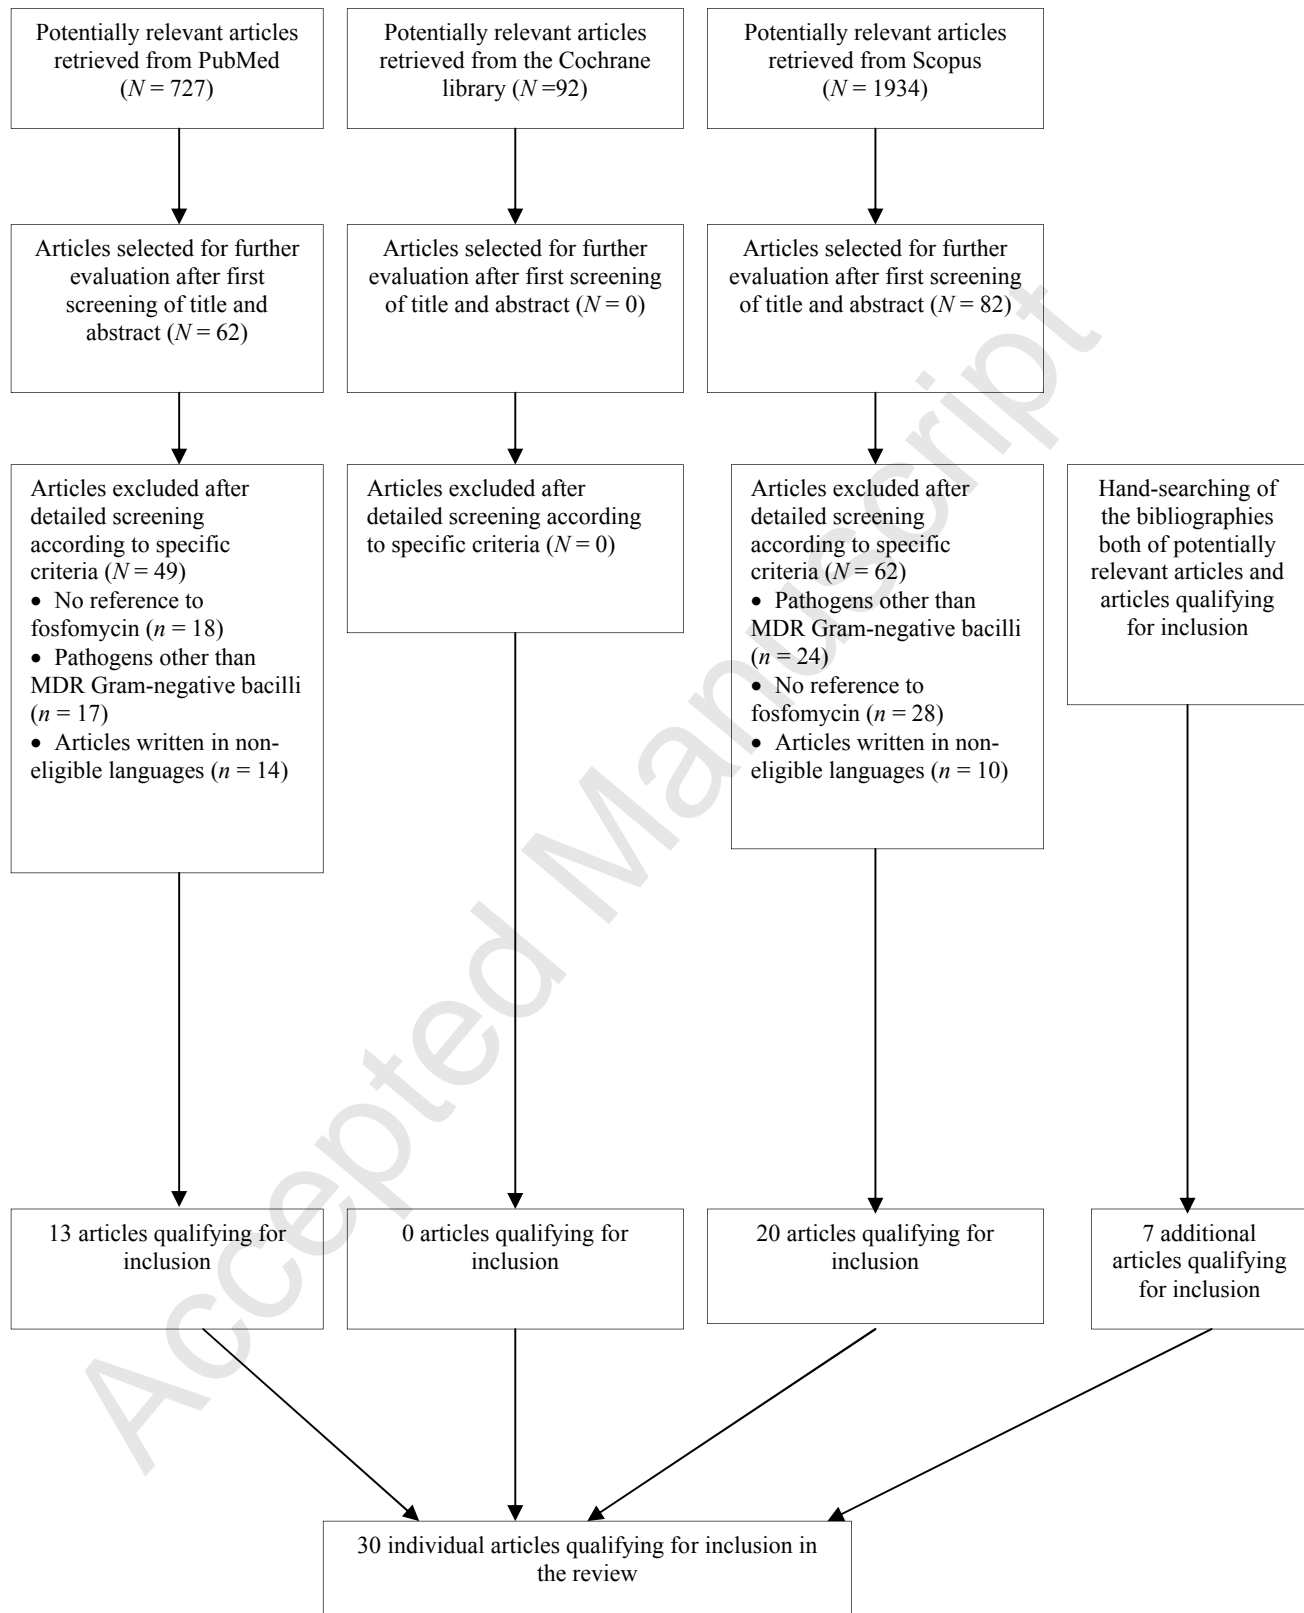 Potentially relevant articles
retrieved from PubMed
(N = 727)
Potentially relevant articles
retrieved from the Cochrane
library (N =92)
Potentially relevant articles
retrieved from Scopus
(N = 1934)
Articles selected for further
evaluation after first
screening of title and
abstract (N = 62)
Articles selected for further
evaluation after first screening
of title and abstract (N = 0)
Articles selected for further
evaluation after first screening
of title and abstract (N = 82)
Articles excluded after
detailed screening
according to specific
criteria (N = 49)
• No reference to
fosfomycin (n = 18)
• Pathogens other than
MDR Gram-negative bacilli
(n = 17)
• Articles written in non-
eligible languages (n = 14)
Articles excluded after
detailed screening according
to specific criteria (N = 0)
Articles excluded after
detailed screening
according to specific
criteria (N = 62)
• Pathogens other than
MDR Gram-negative bacilli
(n = 24)
• No reference to
fosfomycin (n = 28)
• Articles written in non-
eligible languages (n = 10)
Hand-searching of
the bibliographies
both of potentially
relevant articles and
articles qualifying
for inclusion
13 articles qualifying for
inclusion
0 articles qualifying for
inclusion
20 articles qualifying for
inclusion
7 additional
articles qualifying
for inclusion
30 individual articles qualifying for inclusion in
the review
Accepted Manuscript